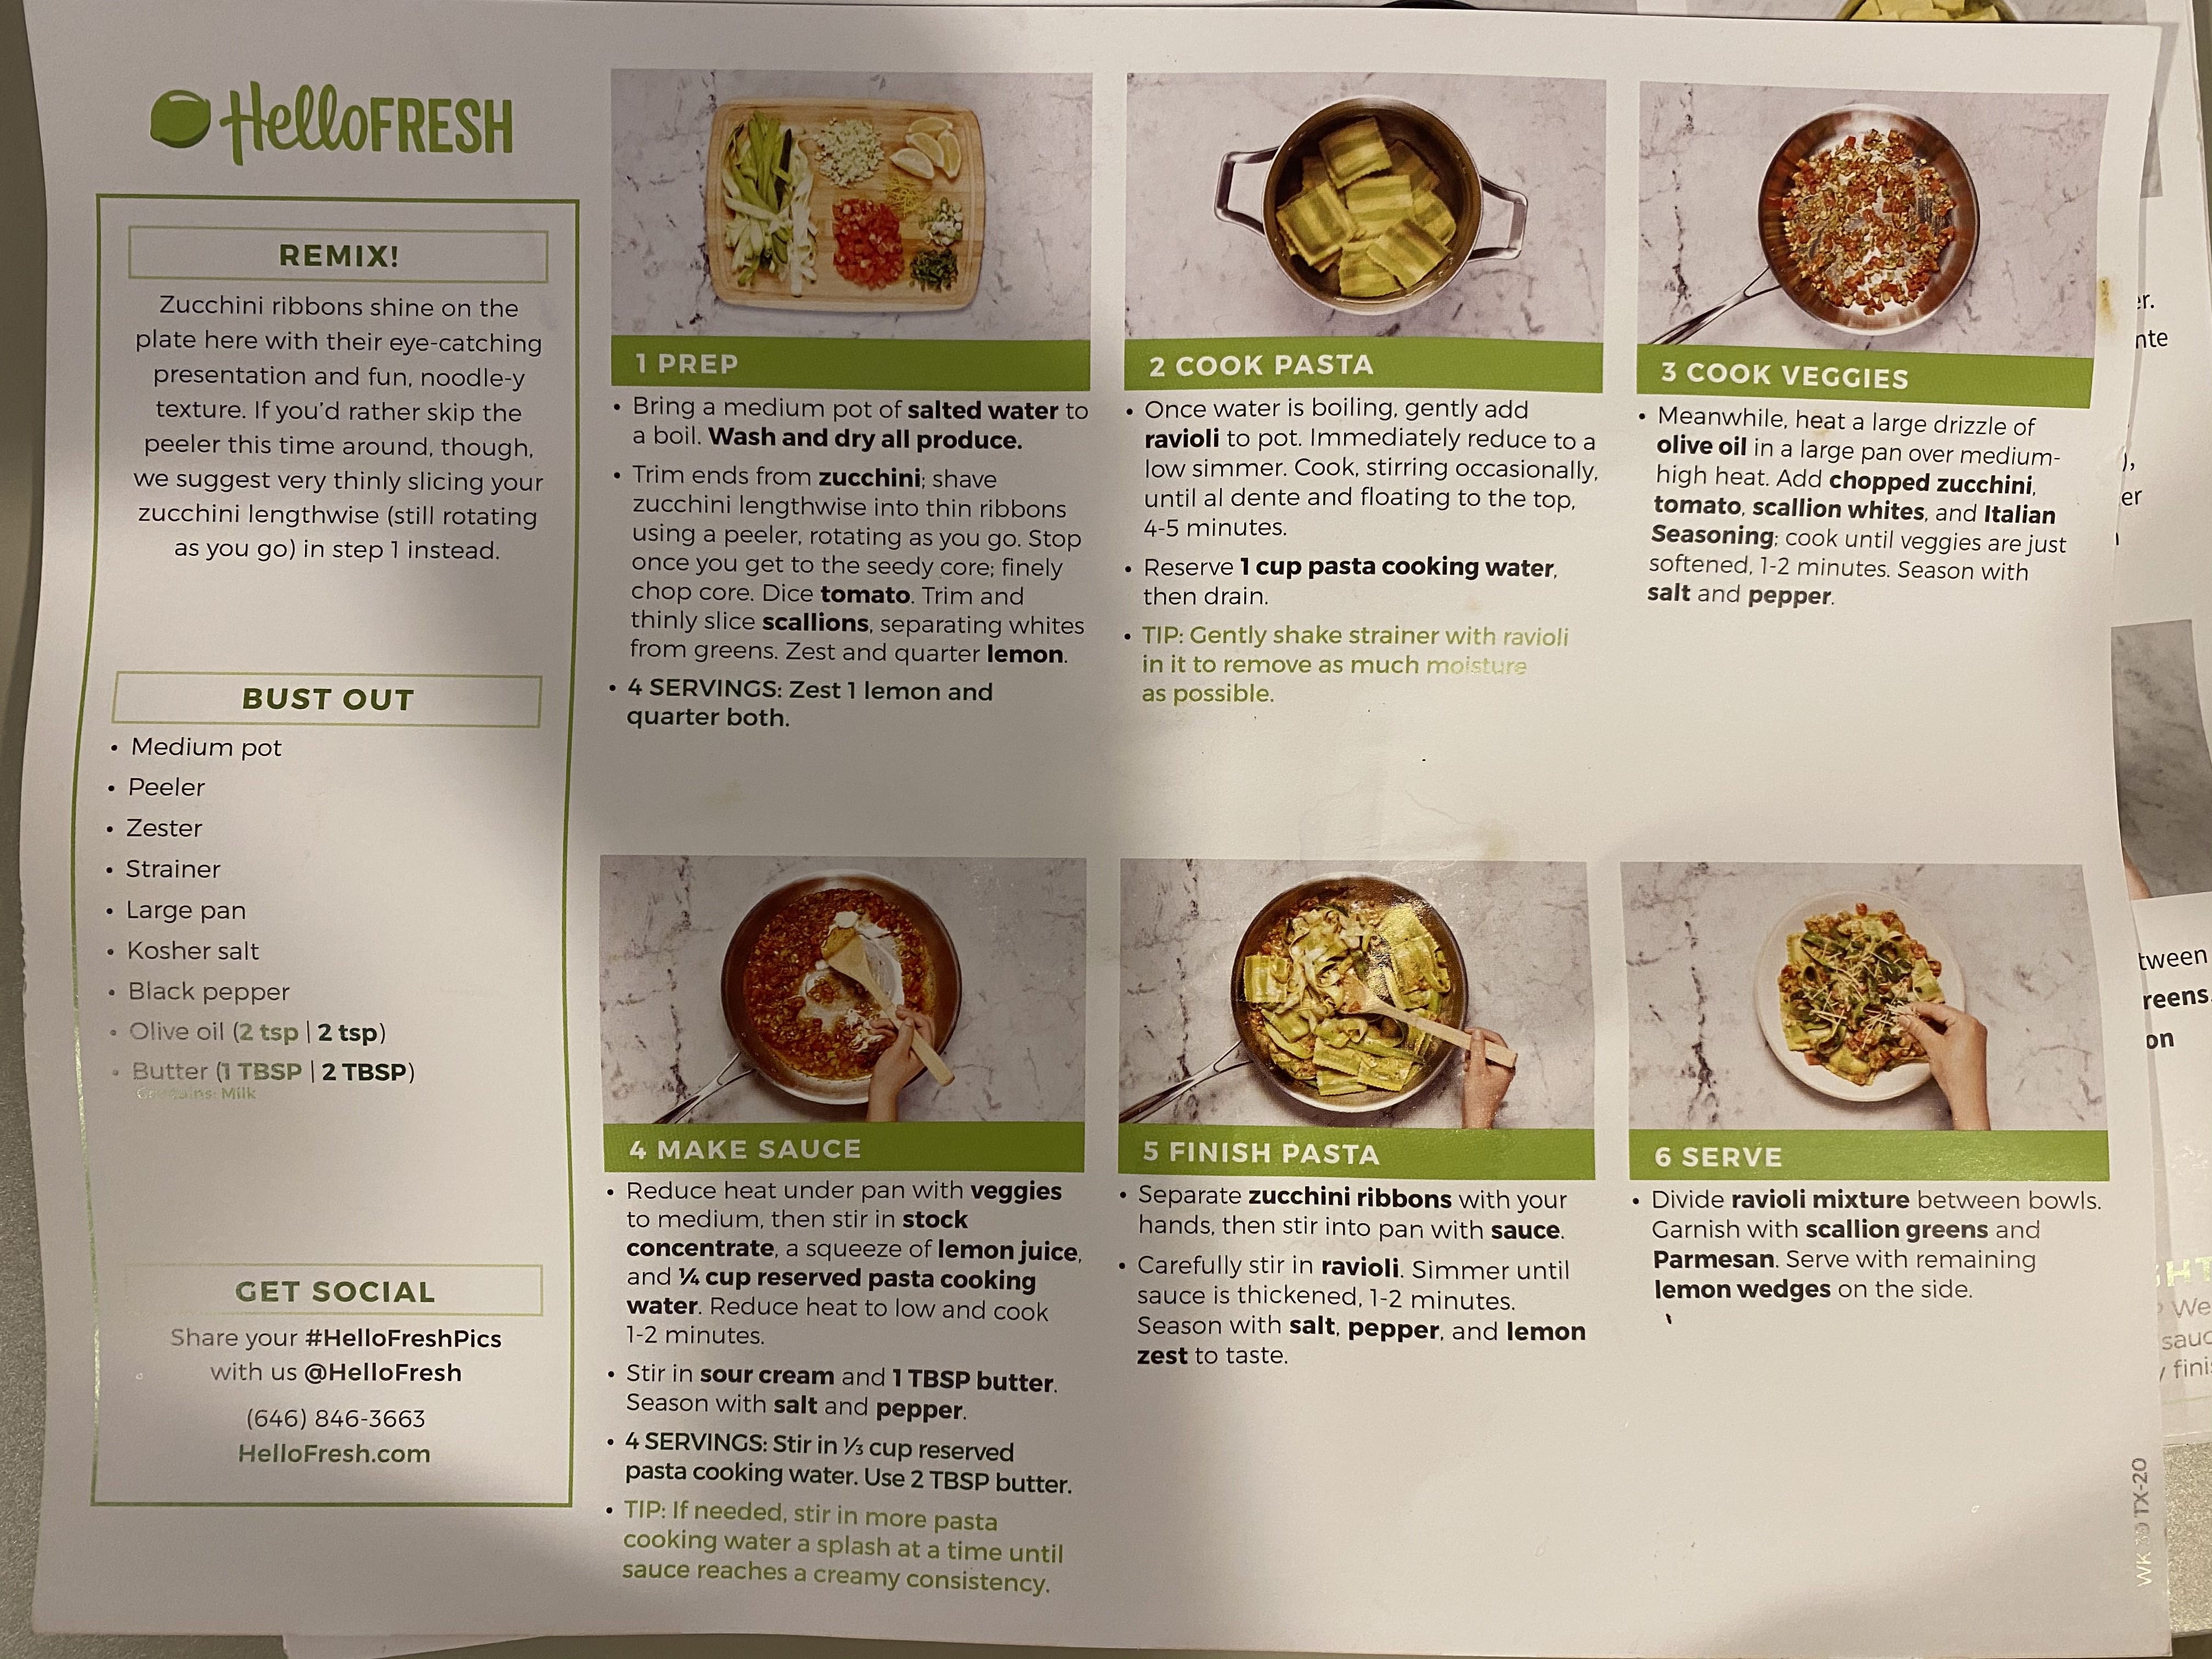 HelloFRESH
REMIX!
Zucchini ribbons shine on the
plate here with their eye-catching
presentation and fun, noodle-y
texture. If you'd rather skip the
peeler this time around, though,
we suggest very thinly slicing your
zucchini lengthwise (still rotating
as you go) in step 1 instead.
BUST OUT
• Medium pot
• Peeler
• Zester
• Strainer
• Large pan
• Kosher salt
• Black pepper
• Olive oil (2 tsp | 2 tsp)
• Butter (1 TBSP | 2 TBSP)
Contains: Milk
GET SOCIAL
Share your #HelloFreshPics
with us @HelloFresh
(646) 846-3663
HelloFresh.com
1 PREP
• Bring a medium pot of salted water to
a boil. Wash and dry all produce.
• Trim ends from zucchini; shave
zucchini lengthwise into thin ribbons
using a peeler, rotating as you go. Stop
once you get to the seedy core; finely
chop core. Dice tomato. Trim and
thinly slice scallions, separating whites
from greens. Zest and quarter lemon.
• 4 SERVINGS: Zest 1 lemon and
quarter both.
2 COOK PASTA
• Once water is boiling, gently add
ravioli to pot. Immediately reduce to a
low simmer. Cook, stirring occasionally,
until al dente and floating to the top,
4-5 minutes.
• Reserve 1 cup pasta cooking water,
then drain.
• TIP: Gently shake strainer with ravioli
in it to remove as much moisture
as possible.
3 COOK VEGGIES
• Meanwhile, heat a large drizzle of
olive oil in a large pan over medium-
high heat. Add chopped zucchini,
tomato, scallion whites, and Italian
Seasoning; cook until veggies are just
softened, 1-2 minutes. Season with
salt and pepper.
4 MAKE SAUCE
• Reduce heat under pan with veggies
to medium, then stir in stock
concentrate, a squeeze of lemon juice,
and ¼ cup reserved pasta cooking
water. Reduce heat to low and cook
1-2 minutes.
• Stir in sour cream and 1 TBSP butter.
Season with salt and pepper.
• 4 SERVINGS: Stir in ⅓ cup reserved
pasta cooking water. Use 2 TBSP butter.
• TIP: If needed, stir in more pasta
cooking water a splash at a time until
sauce reaches a creamy consistency.
5 FINISH PASTA
• Separate zucchini ribbons with your
hands, then stir into pan with sauce.
• Carefully stir in ravioli. Simmer until
sauce is thickened, 1-2 minutes.
Season with salt, pepper, and lemon
zest to taste.
6 SERVE
• Divide ravioli mixture between bowls.
Garnish with scallion greens and
Parmesan. Serve with remaining
lemon wedges on the side.
WK TX-20
er.
nte
),
er
tween
reens
on
GHT
We
sauc
fini